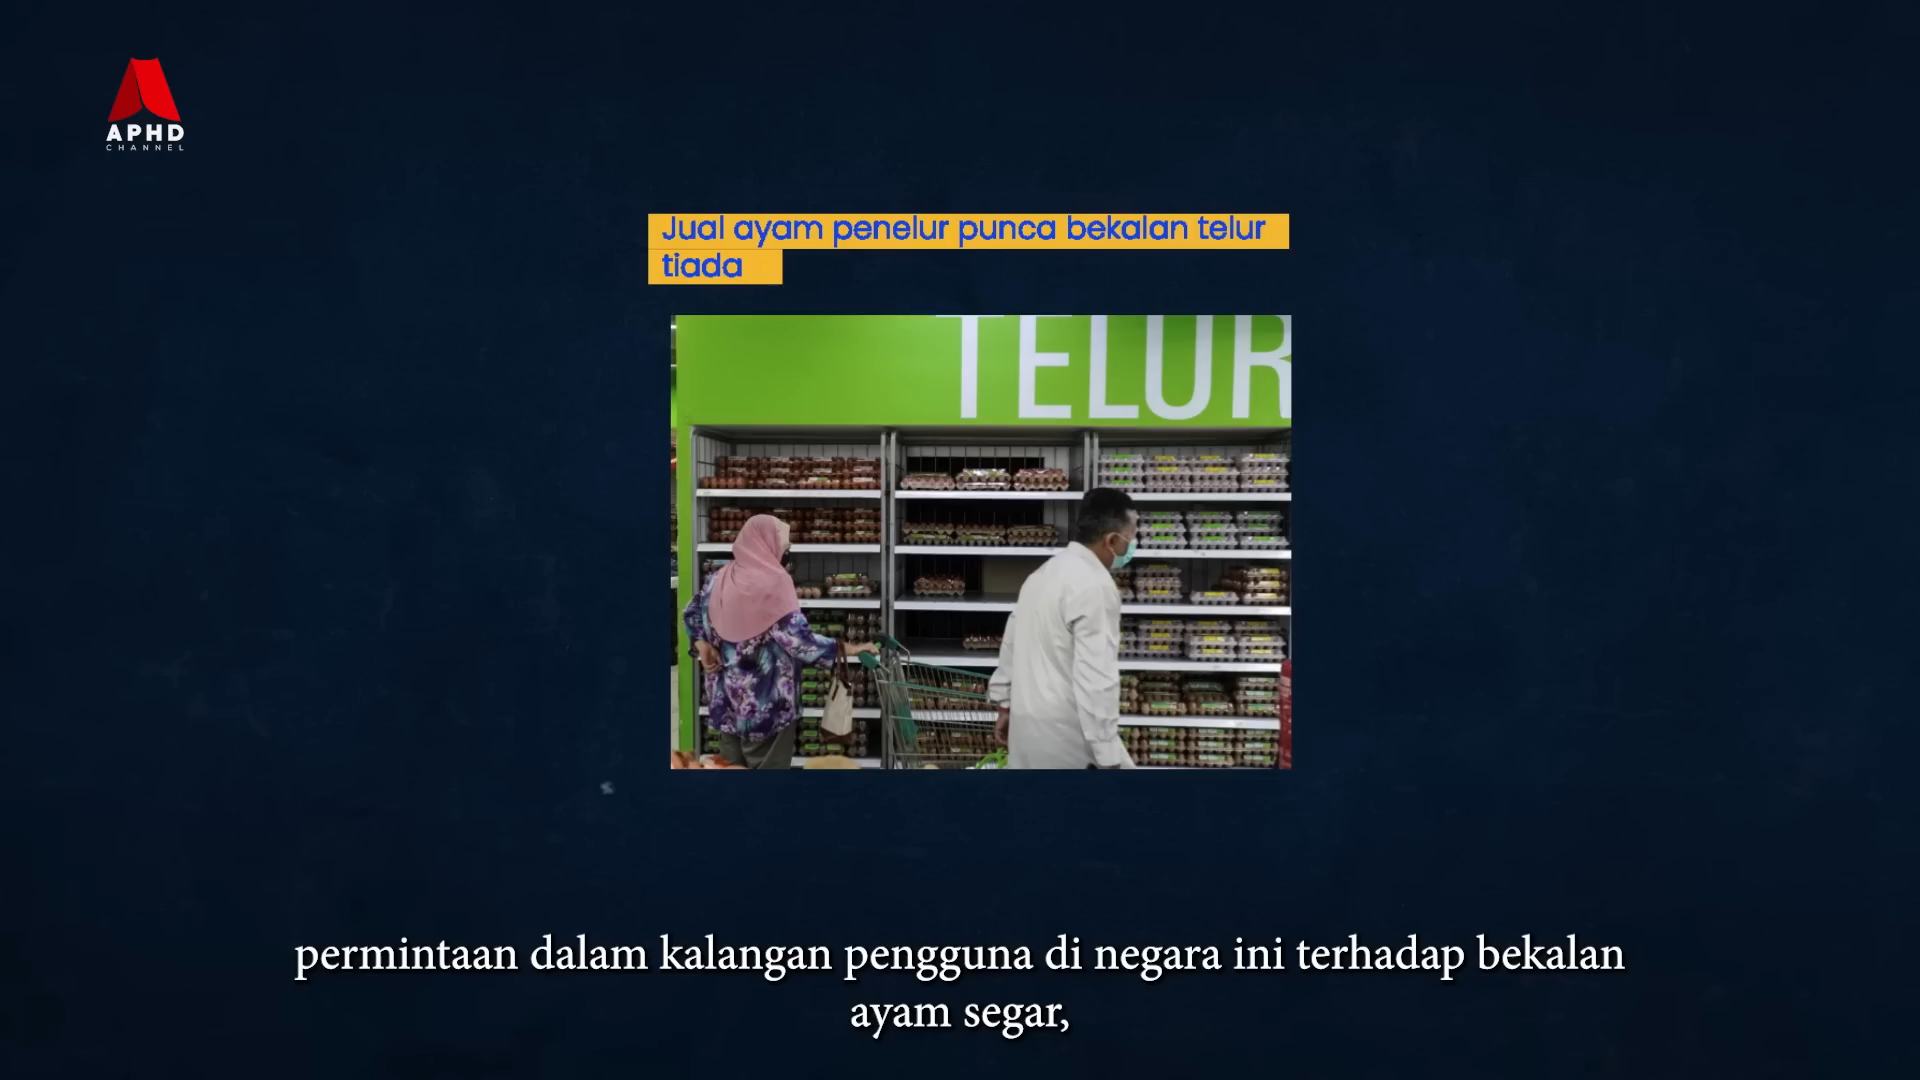 APHD
CHANNEL
Jual ayam penelur punca bekalan telur
tiada
TELUR
permintaan dalam kalangan pengguna di negara ini terhadap bekalan
ayam segar,